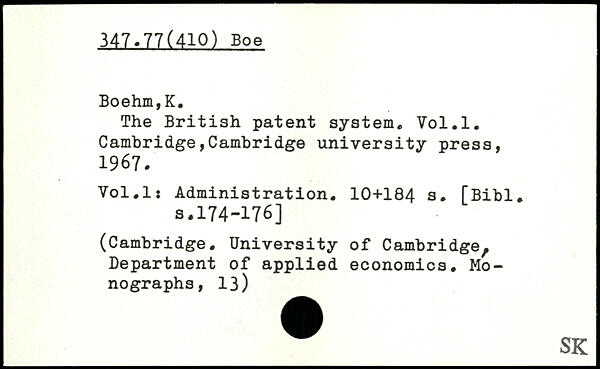 347.77(410) Boe
Boehm,K.
The British patent system. Vol.1.
Cambridge,Cambridge university press,
1967.
Vol.1: Administration. 10+184 s. [Bibl.
s.174-176]
(Cambridge. University of Cambridge,
Department of applied economics. Mo-
nographs, 13)
SK